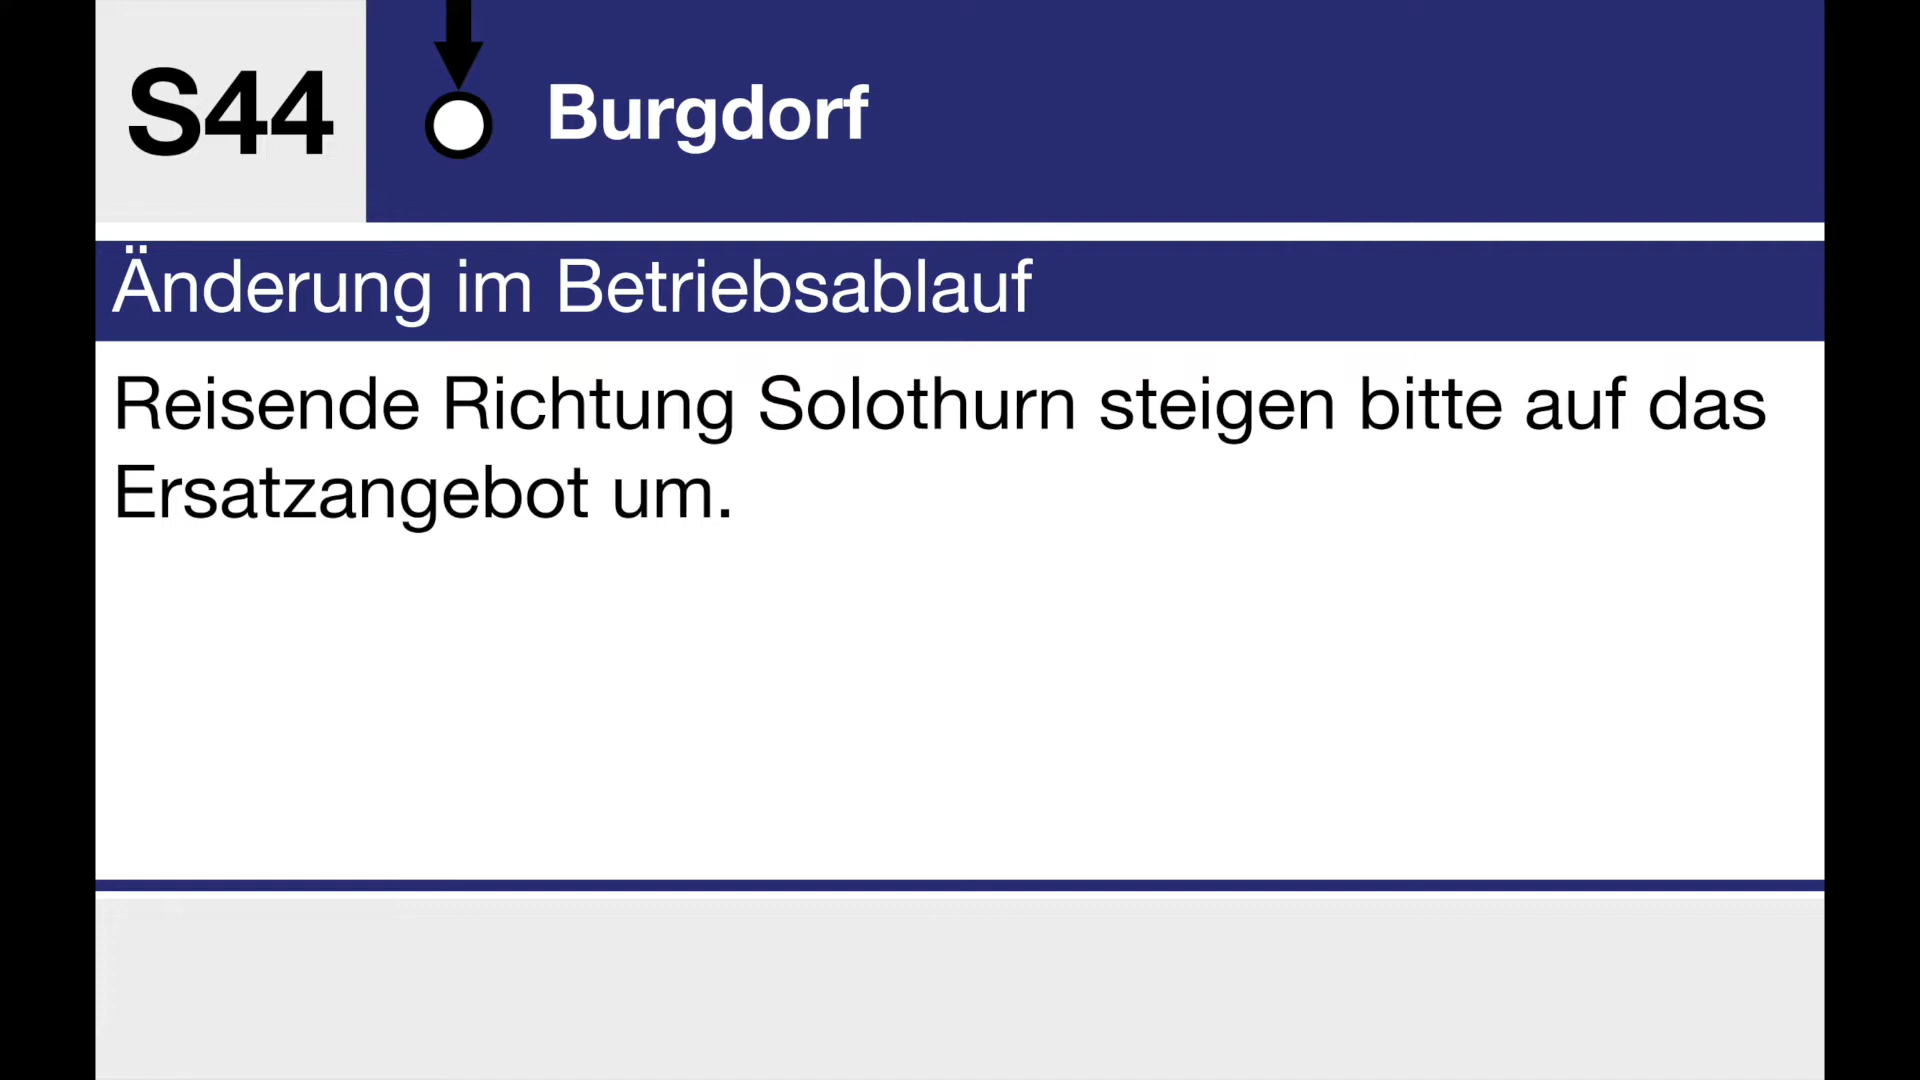 S44
Burgdorf
Änderung im Betriebsablauf
Reisende Richtung Solothurn steigen bitte auf das
Ersatzangebot um.